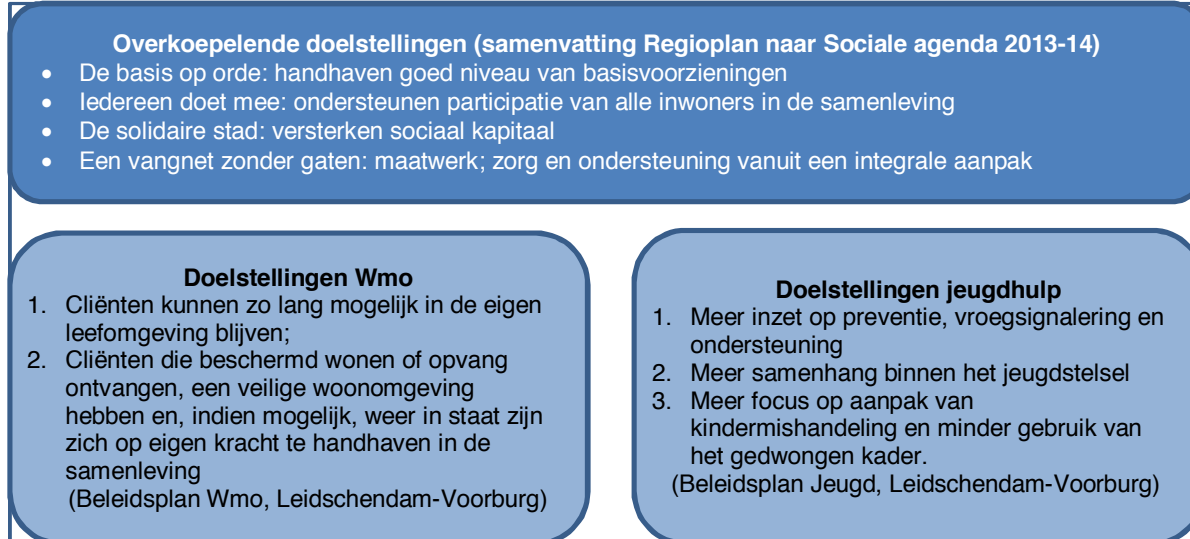 Overkoepelende doelstellingen (samenvatting Regioplan naar Sociale agenda 2013-14)
• De basis op orde: handhaven goed niveau van basisvoorzieningen
• Iedereen doet mee: ondersteunen participatie van alle inwoners in de samenleving
• De solidaire stad: versterken sociaal kapitaal
• Een vangnet zonder gaten: maatwerk; zorg en ondersteuning vanuit een integrale aanpak
Doelstellingen Wmo
1. Cliënten kunnen zo lang mogelijk in de eigen
leefomgeving blijven;
2. Cliënten die beschermd wonen of opvang
ontvangen, een veilige woonomgeving
hebben en, indien mogelijk, weer in staat zijn
zich op eigen kracht te handhaven in de
samenleving
(Beleidsplan Wmo, Leidschendam-Voorburg)
Doelstellingen jeugdhulp
1. Meer inzet op preventie, vroegsignalering en
ondersteuning
2. Meer samenhang binnen het jeugdstelsel
3. Meer focus op aanpak van
kindermishandeling en minder gebruik van
het gedwongen kader.
(Beleidsplan Jeugd, Leidschendam-Voorburg)